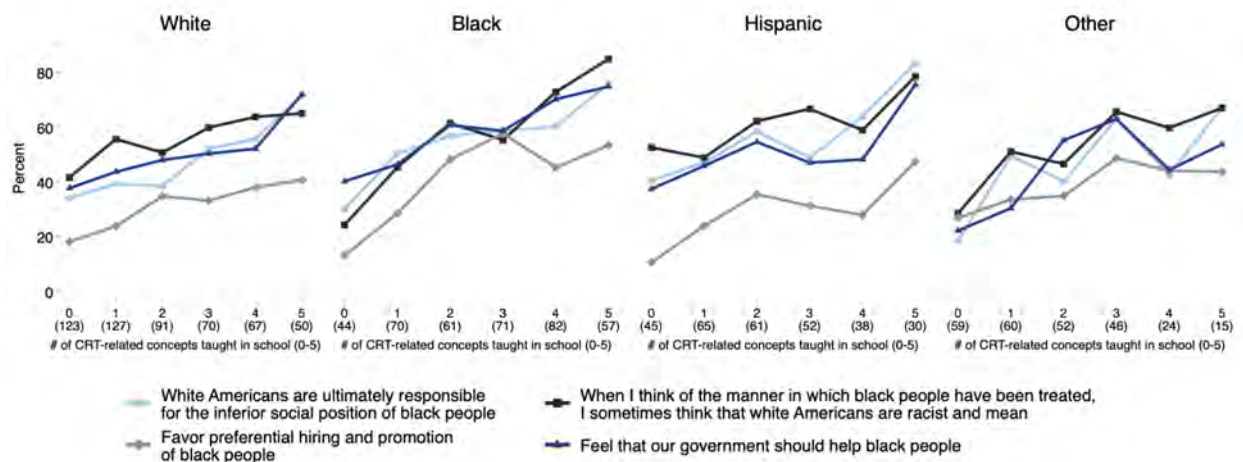 White Black Hispanic Other
Percent
80
60
40
20
0
0 1 2 3 4 5
(123) (127) (91) (70) (67) (50)
# of CRT-related concepts taught in school (0-5)
0 1 2 3 4 5
(44) (70) (61) (71) (82) (57)
# of CRT-related concepts taught in school (0-5)
0 1 2 3 4 5
(45) (65) (61) (52) (38) (30)
# of CRT-related concepts taught in school (0-5)
0 1 2 3 4 5
(59) (60) (52) (46) (24) (15)
# of CRT-related concepts taught in school (0-5)
White Americans are ultimately responsible
for the inferior social position of black people
Favor preferential hiring and promotion
of black people
When I think of the manner in which black people have been treated,
I sometimes think that white Americans are racist and mean
Feel that our government should help black people